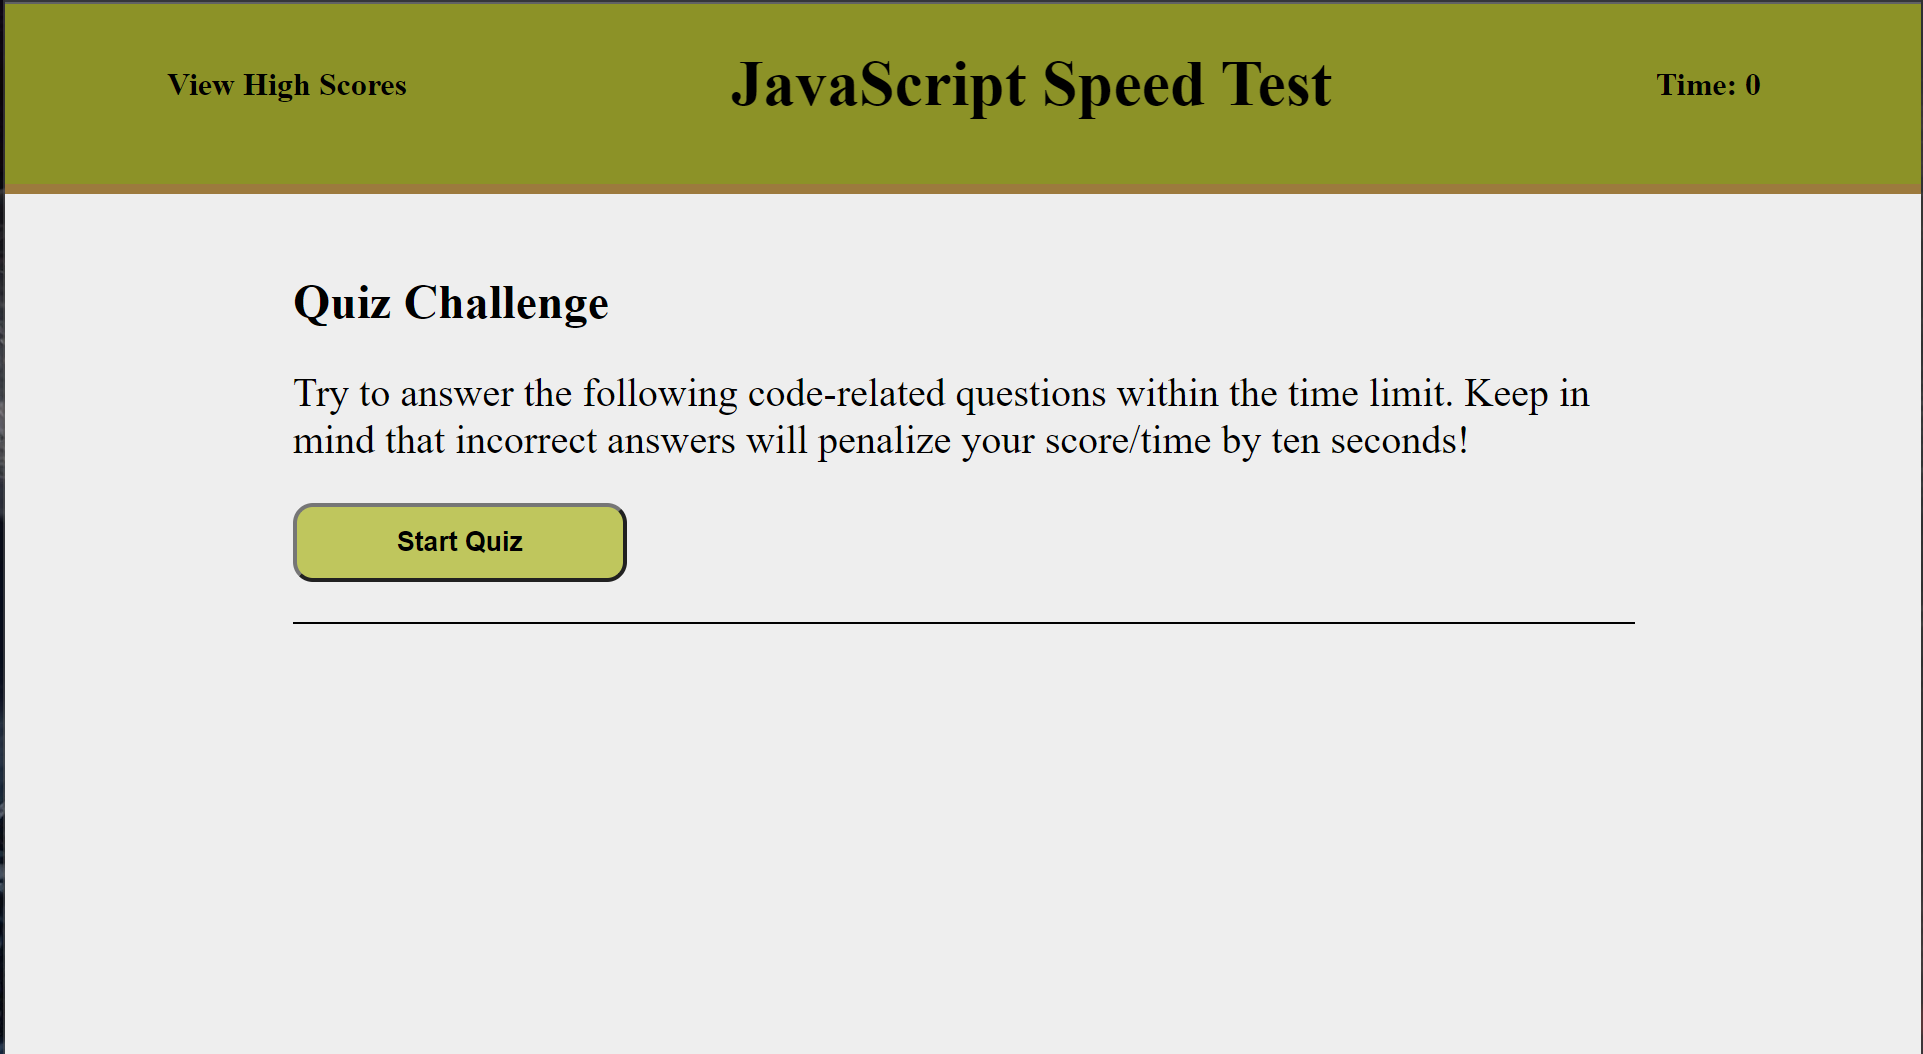 View High Scores
JavaScript Speed Test
Time: 0
Quiz Challenge
Try to answer the following code-related questions within the time limit. Keep in
mind that incorrect answers will penalize your score/time by ten seconds!
Start Quiz